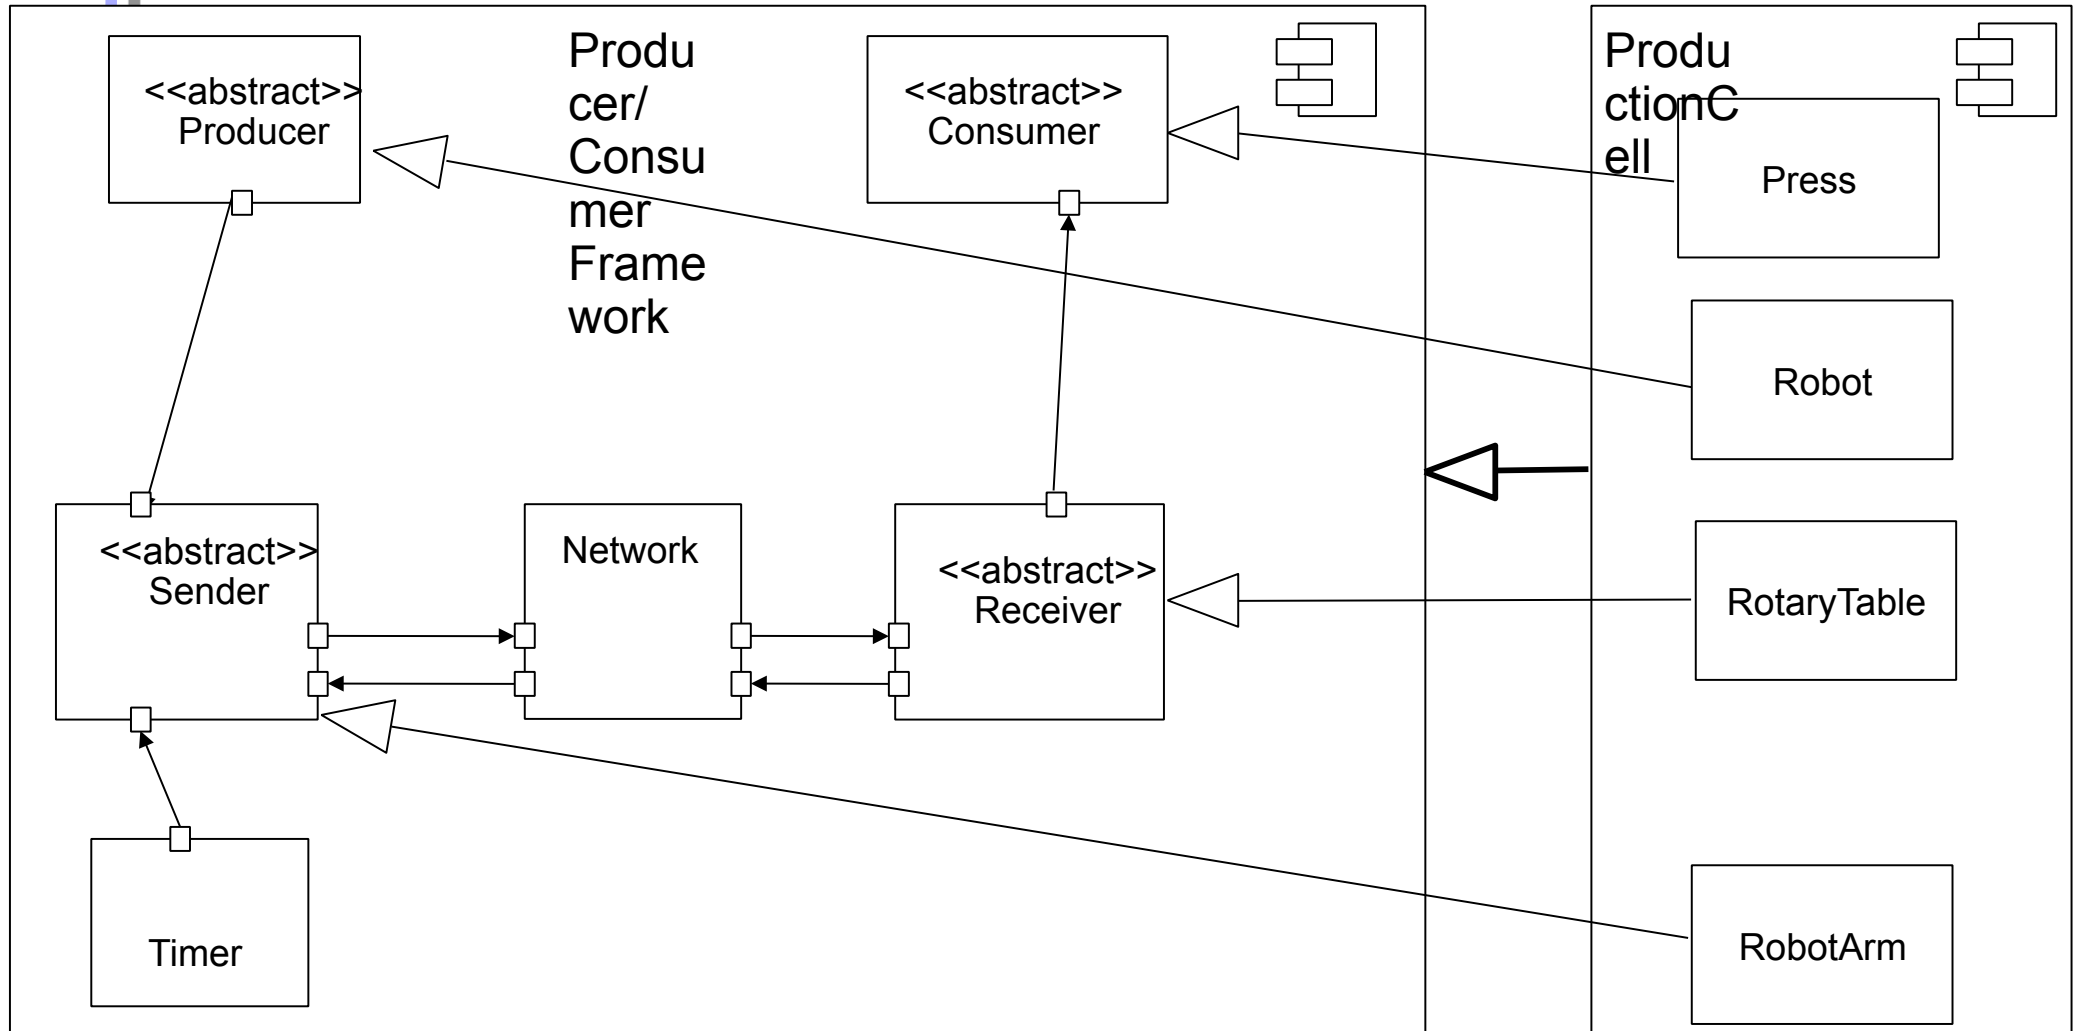 <<abstract>>
Producer
Produ
cer/
Consu
mer
Frame
work
<<abstract>>
Consumer
Produ
ctionC
ell
Press
Robot
<<abstract>>
Sender
Network
<<abstract>>
Receiver
RotaryTable
Timer
RobotArm